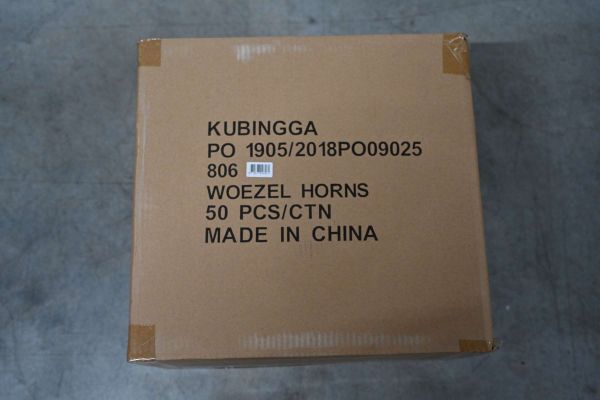 KUBINGGA
PO 1905/2018PO09025
806
WOEZEL HORNS
50 PCS/CTN
MADE IN CHINA